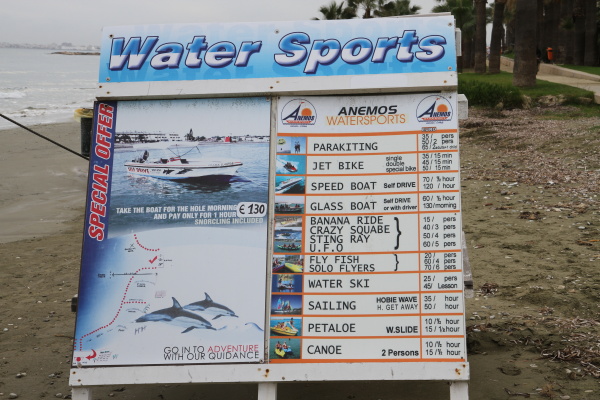 Water Sports
SPECIAL OFFER
TAKE THE BOAT FOR THE HOLE MORNING
AND PAY ONLY FOR 1 HOUR € 130
SNORCLING INCLUDED
GO IN TO ADVENTURE
WITH OUR GUIDANCE
ANEMOS
WATERSPORTS
PARAKITING 35/ 1 pers
50/ 2 pers
JET BIKE single 35/ 15 min
double 45/ 15 min
special bike 50/ 15 min
SPEED BOAT Self DRIVE 70/ ½ hour
120/ hour
GLASS BOAT Self DRIVE 60/ ½ hour
or with driver 130/morning
BANANA RIDE 15/ pers
CRAZY SQUABE 40/ 3 pers
STING RAY 50/ 4 pers
U.F.O 60/ 5 pers
FLY FISH 20/ pers
SOLO FLYERS 60/ 4 pers
70/ 6 pers
WATER SKI 25/ pers
45/ Lesson
SAILING HOBIE WAVE 35/ hour
H. GET AWAY 50/ hour
PETALOE 10/½ hour
W.SLIDE 15/ 1/2 hour
CANOE 10/½ hour
2 Persons 15/ ½ hour